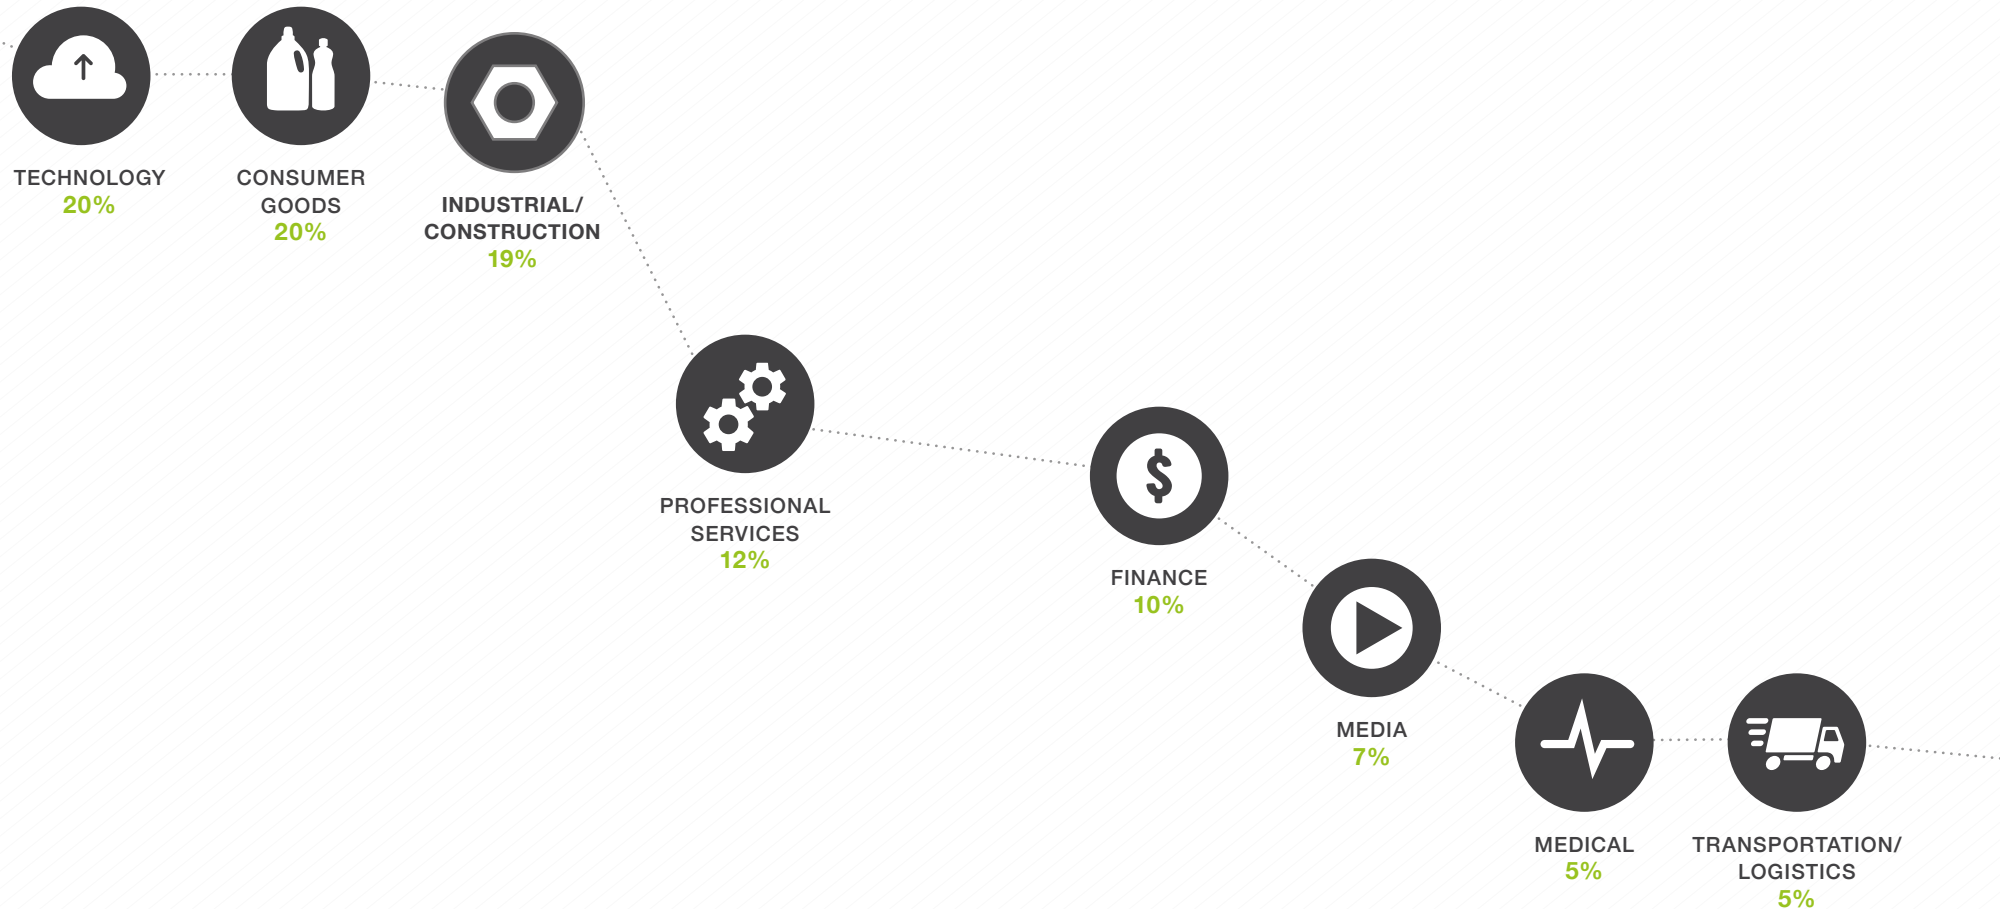 TECHNOLOGY
20%
CONSUMER
GOODS
20%
INDUSTRIAL/
CONSTRUCTION
19%
PROFESSIONAL
SERVICES
12%
$
FINANCE
10%
MEDIA
7%
MEDICAL
5%
TRANSPORTATION/
LOGISTICS
5%